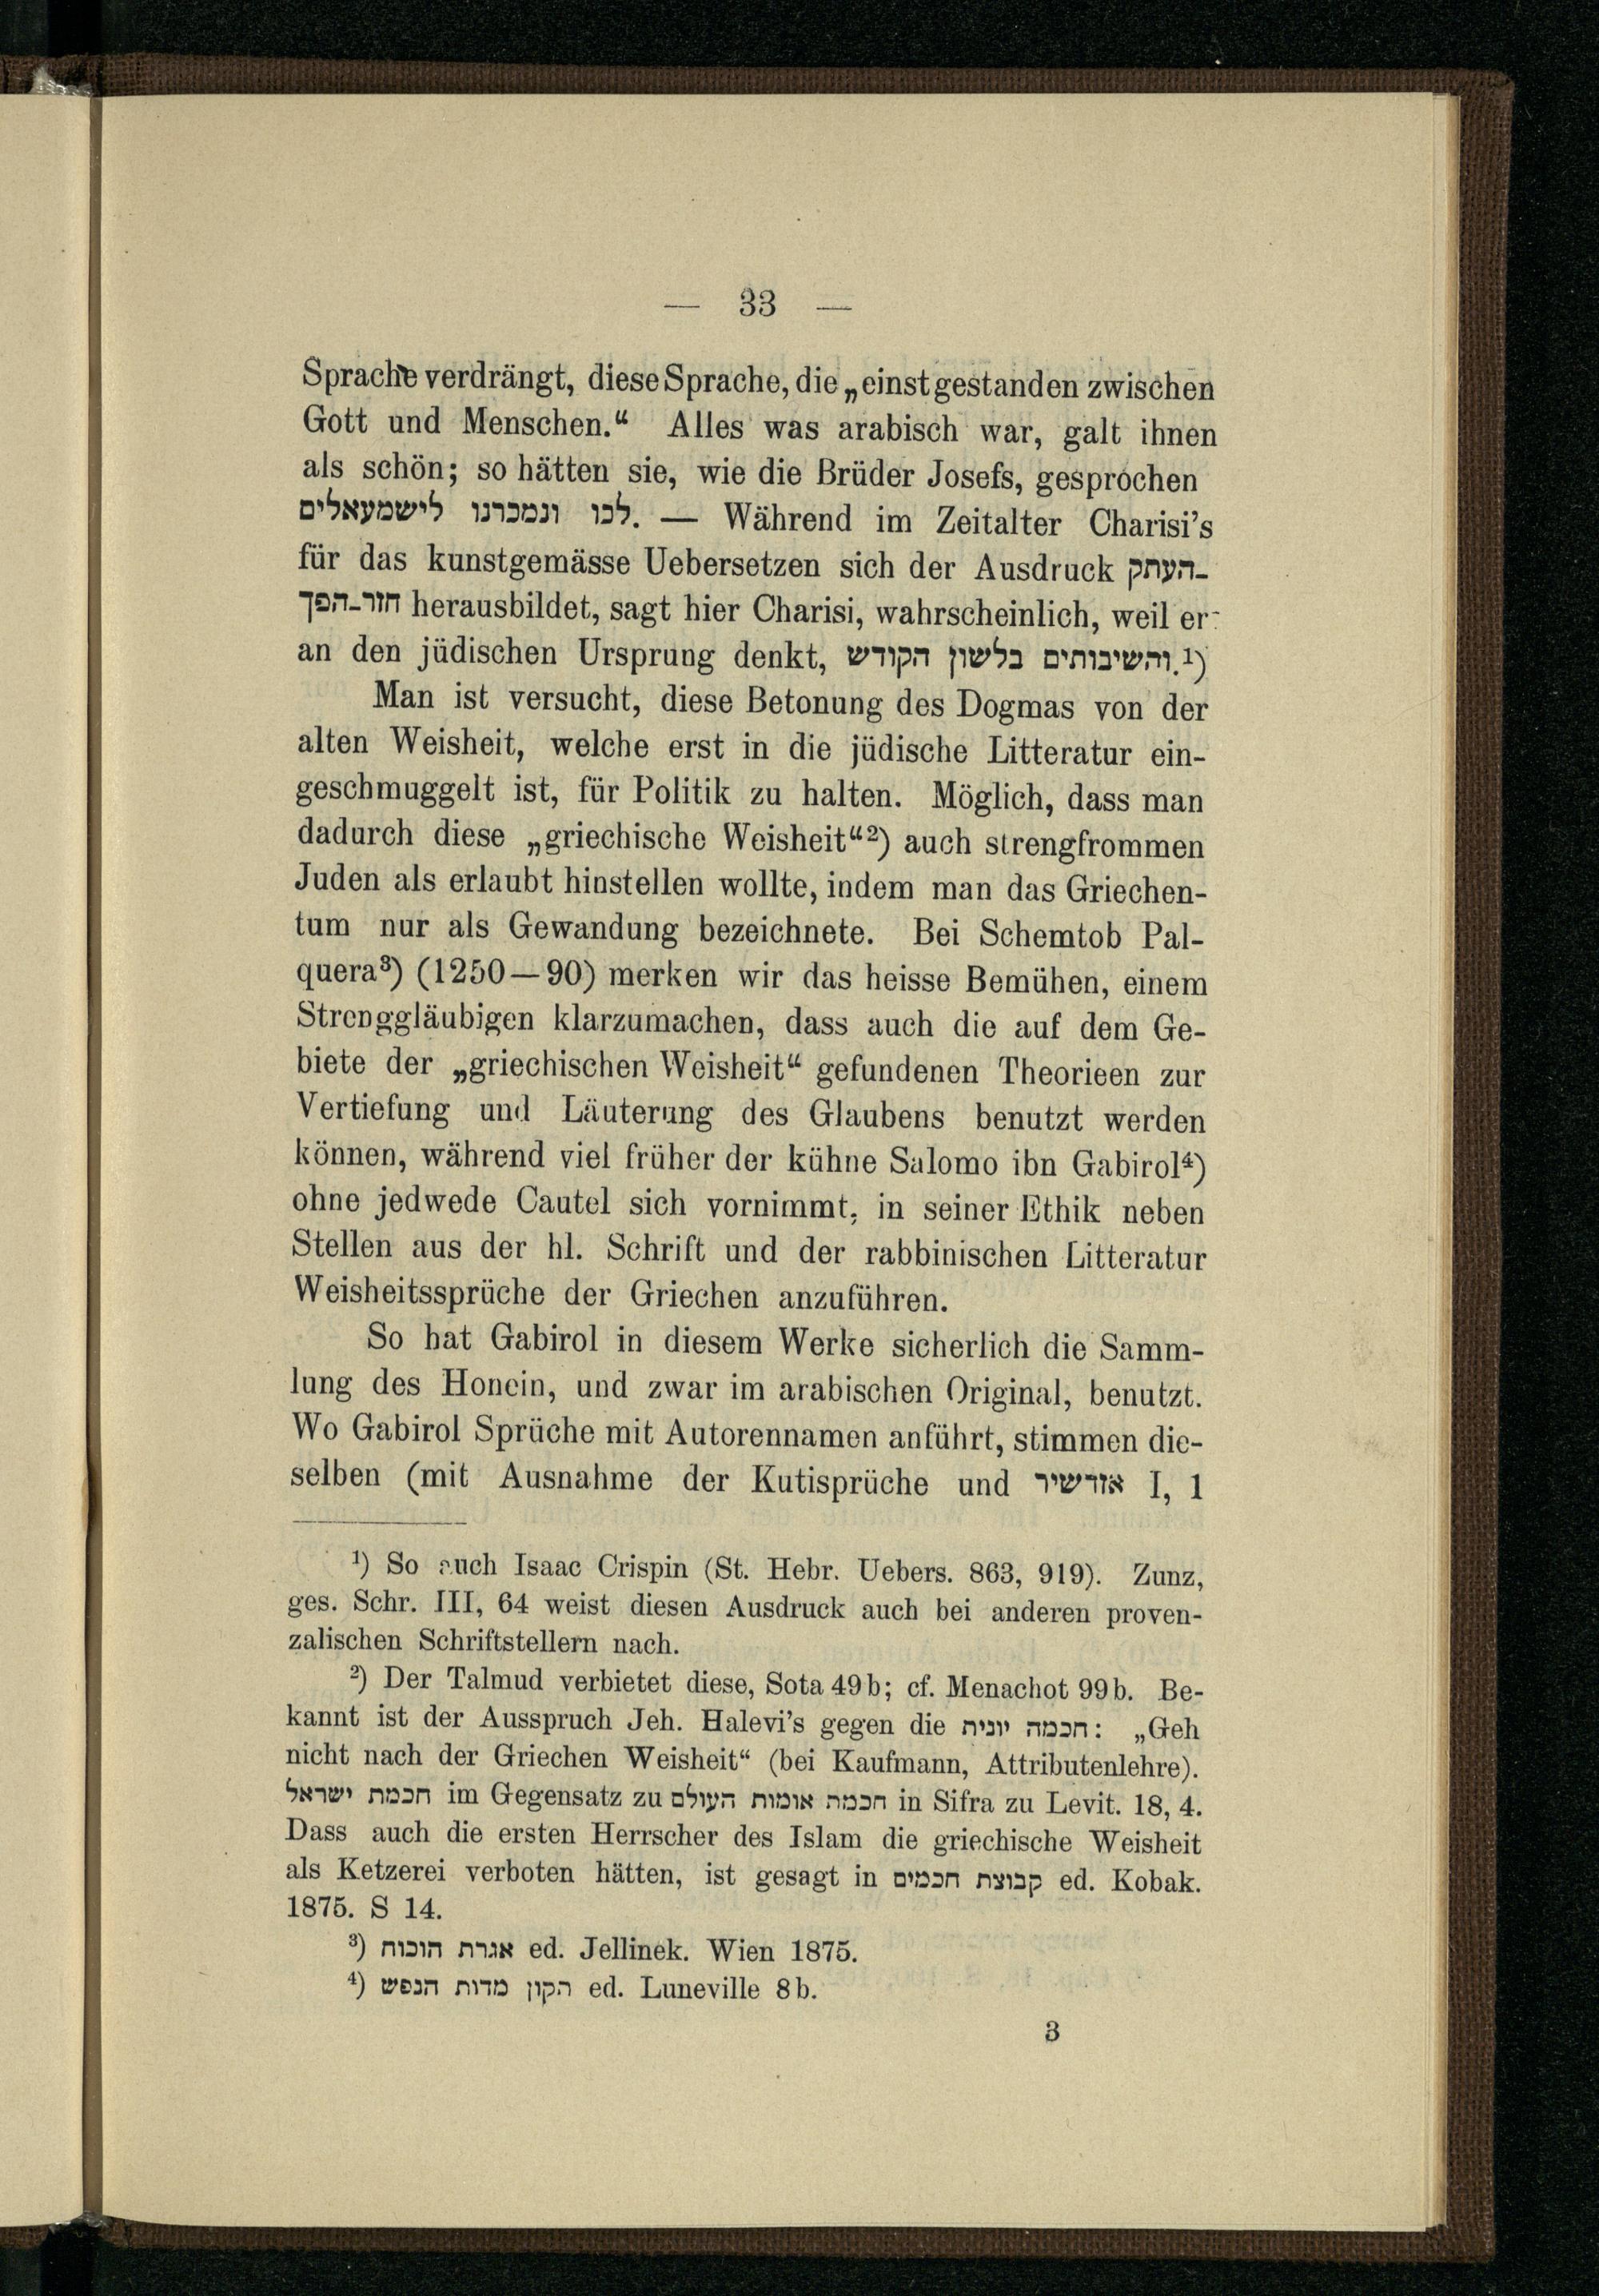 — 33 —
Sprache verdrängt, diese Sprache, die „einst gestanden zwischen
Gott und Menschen.“ Alles was arabisch war, galt ihnen
als schön; so hätten sie, wie die Brüder Josefs, gesprochen
לכו ונמכרנו לישמעאלים. — Während im Zeitalter Charisi's
für das kunstgemässe Uebersetzen sich der Ausdruck העתק-
חזר-הפך herausbildet, sagt hier Charisi, wahrscheinlich, weil er
an den jüdischen Ursprung denkt, והשיבותים בלשון הקודש.¹)
Man ist versucht, diese Betonung des Dogmas von der
alten Weisheit, welche erst in die jüdische Litteratur ein-
geschmuggelt ist, für Politik zu halten. Möglich, dass man
dadurch diese „griechische Weisheit“²) auch strengfrommen
Juden als erlaubt hinstellen wollte, indem man das Griechen-
tum nur als Gewandung bezeichnete. Bei Schemtob Pal-
quera³) (1250—90) merken wir das heisse Bemühen, einem
Strenggläubigen klarzumachen, dass auch die auf dem Ge-
biete der „griechischen Weisheit“ gefundenen Theorieen zur
Vertiefung und Läuterung des Glaubens benutzt werden
können, während viel früher der kühne Salomo ibn Gabirol⁴)
ohne jedwede Cautel sich vornimmt, in seiner Ethik neben
Stellen aus der hl. Schrift und der rabbinischen Litteratur
Weisheitssprüche der Griechen anzuführen.
So hat Gabirol in diesem Werke sicherlich die Samm-
lung des Honein, und zwar im arabischen Original, benutzt.
Wo Gabirol Sprüche mit Autorennamen anführt, stimmen die-
selben (mit Ausnahme der Kutisprüche und אזדשיר I, 1
¹) So auch Isaac Crispin (St. Hebr. Uebers. 863, 919). Zunz,
ges. Schr. III, 64 weist diesen Ausdruck auch bei anderen proven-
zalischen Schriftstellern nach.
²) Der Talmud verbietet diese, Sota 49b; cf. Menachot 99b. Be-
kannt ist der Ausspruch Jeh. Halevi's gegen die חכמה יונית: „Geh
nicht nach der Griechen Weisheit“ (bei Kaufmann, Attributenlehre).
חכמת ישראל im Gegensatz zu חכמה אומות העולם in Sifra zu Levit. 18, 4.
Dass auch die ersten Herrscher des Islam die griechische Weisheit
als Ketzerei verboten hätten, ist gesagt in קבוצת חכמים ed. Kobak.
1875. S 14.
³) אגרת הוכוח ed. Jellinek. Wien 1875.
⁴) הקון מדות הנפש ed. Luneville 8b.
3